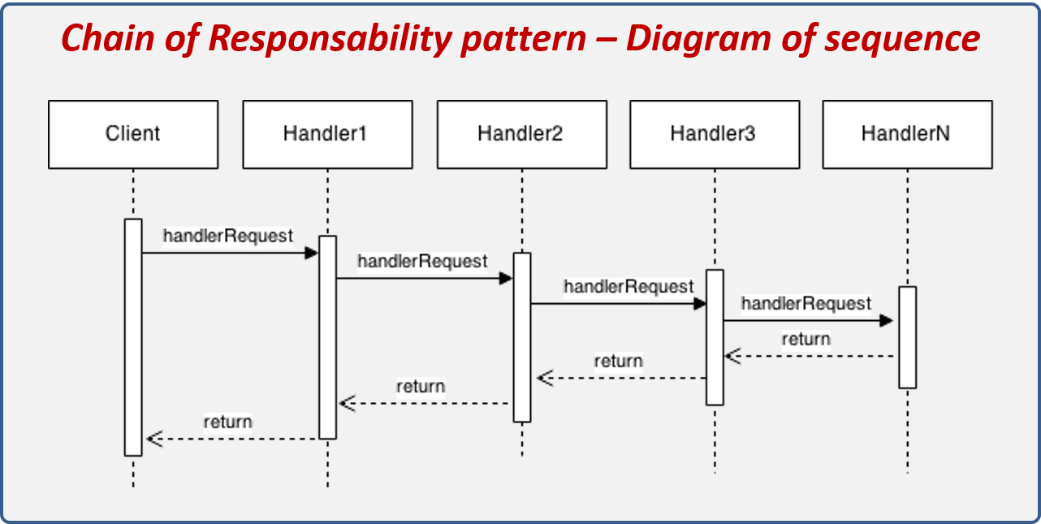 Chain of Responsability pattern – Diagram of sequence
Client
Handler1
Handler2
Handler3
HandlerN
handlerRequest
handlerRequest
handlerRequest
handlerRequest
return
return
return
return